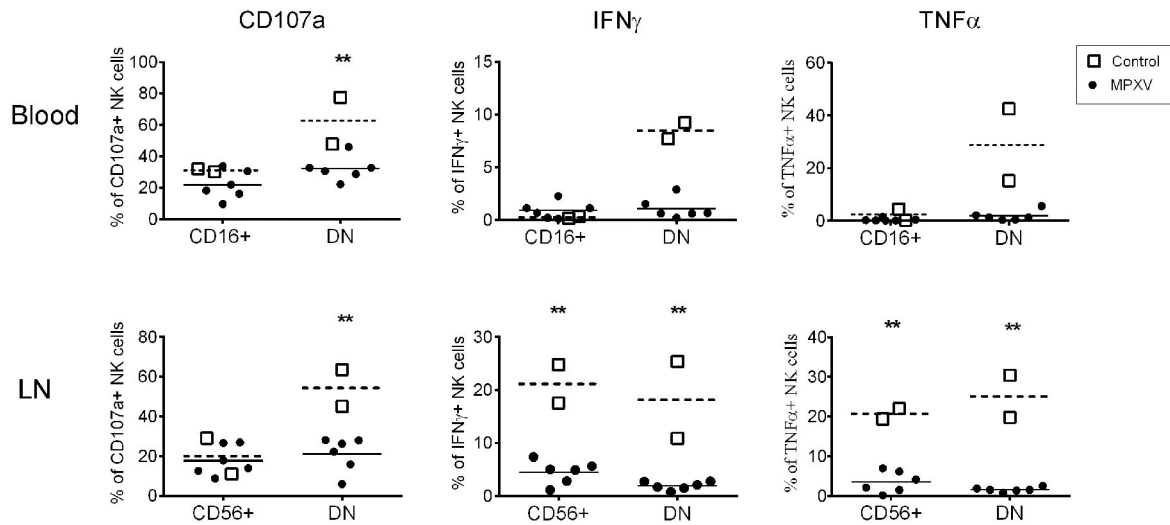 CD107a
IFNγ
TNFα
Blood
% of CD107a+ NK cells
100
80
60
40
20
0
**
CD16+
DN
% of IFNγ+ NK cells
15
10
5
0
CD16+
DN
% of TNFα+ NK cells
60
40
20
0
CD16+
DN
Control
MPXV
LN
% of CD107a+ NK cells
80
60
40
20
0
**
CD56+
DN
% of IFNγ+ NK cells
30
20
10
0
**
**
CD56+
DN
% of TNFα+ NK cells
40
30
20
10
0
**
**
CD56+
DN